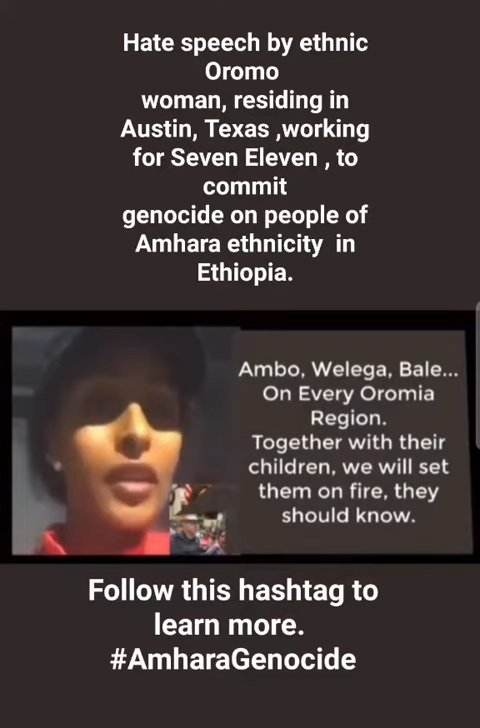 Hate speech by ethnic
Oromo
woman, residing in
Austin, Texas ,working
for Seven Eleven , to
commit
genocide on people of
Amhara ethnicity in
Ethiopia.
Ambo, Welega, Bale...
On Every Oromia
Region.
Together with their
children, we will set
them on fire, they
should know.
Follow this hashtag to
learn more.
#AmharaGenocide